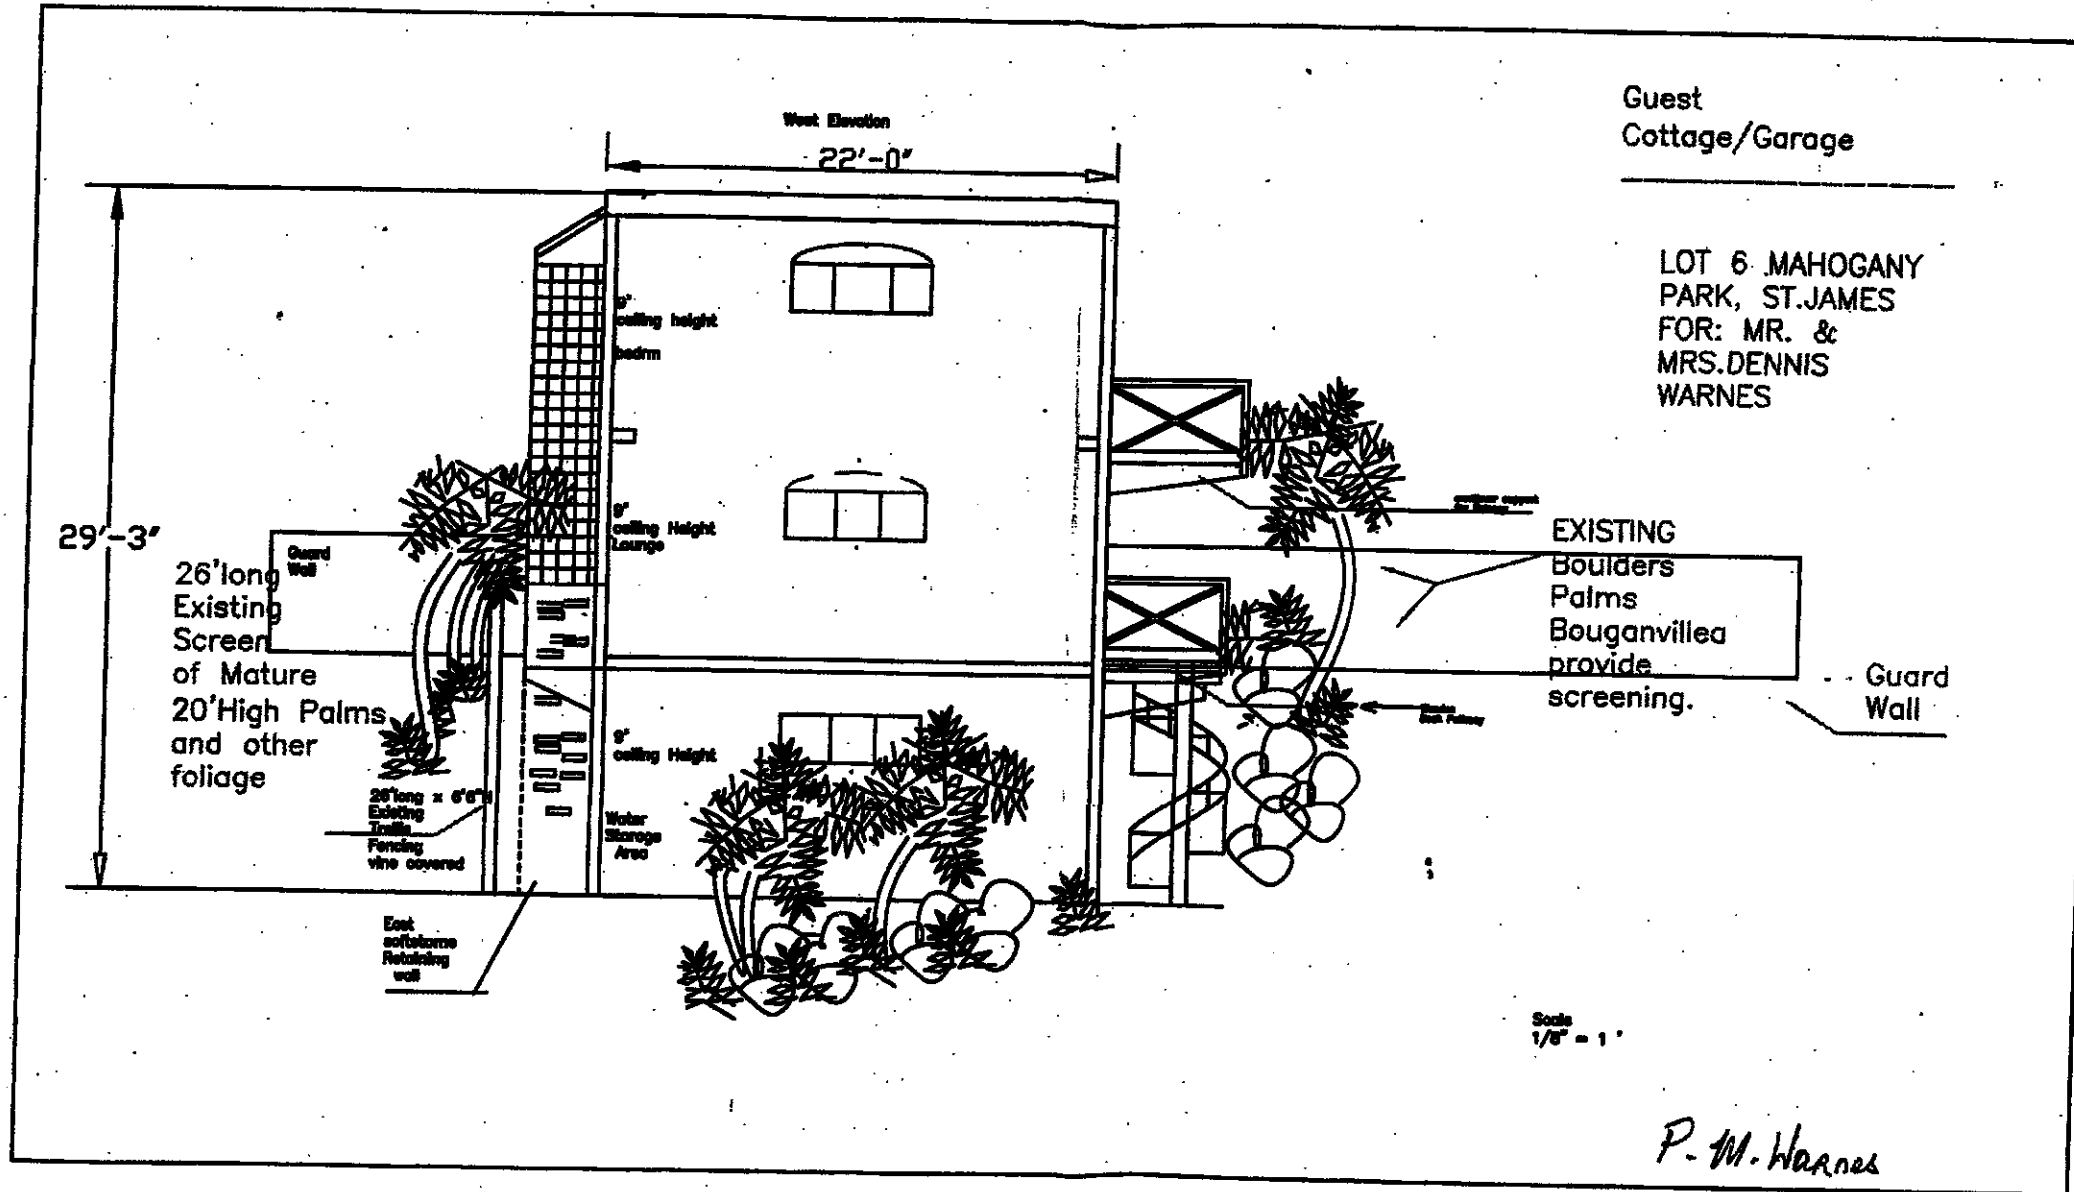 West Elevation
22'-0"
Guest
Cottage/Garage
LOT 6 MAHOGANY
PARK, ST.JAMES
FOR: MR. &
MRS.DENNIS
WARNES
9'
ceiling height
bedrm
9'
ceiling Height
Lounge
29'-3"
Guard
Wall
26'long
Existing
Screen
of Mature
20'High Palms
and other
foliage
EXISTING
Boulders
Palms
Bouganvillea
provide
screening.
Guard
Wall
9'
ceiling Height
26'long x 6'6"H
Existing
Fencing
vine covered
Water
Storage
Area
East
softstome
Retaining
wall
Scale
1/8" = 1'
P. M. Warnes